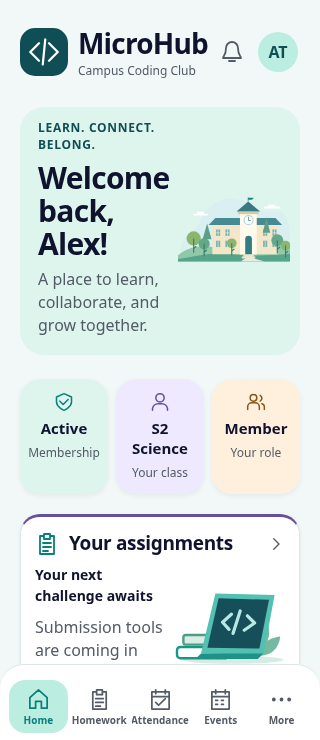 MicroHub
Campus Coding Club
AT
LEARN. CONNECT.
BELONG.
Welcome
back,
Alex!
A place to learn,
collaborate, and
grow together.
Active
Membership
S2
Science
Your class
Member
Your role
Your assignments
Your next
challenge awaits
Submission tools
are coming in
Home
Homework
Attendance
Events
More